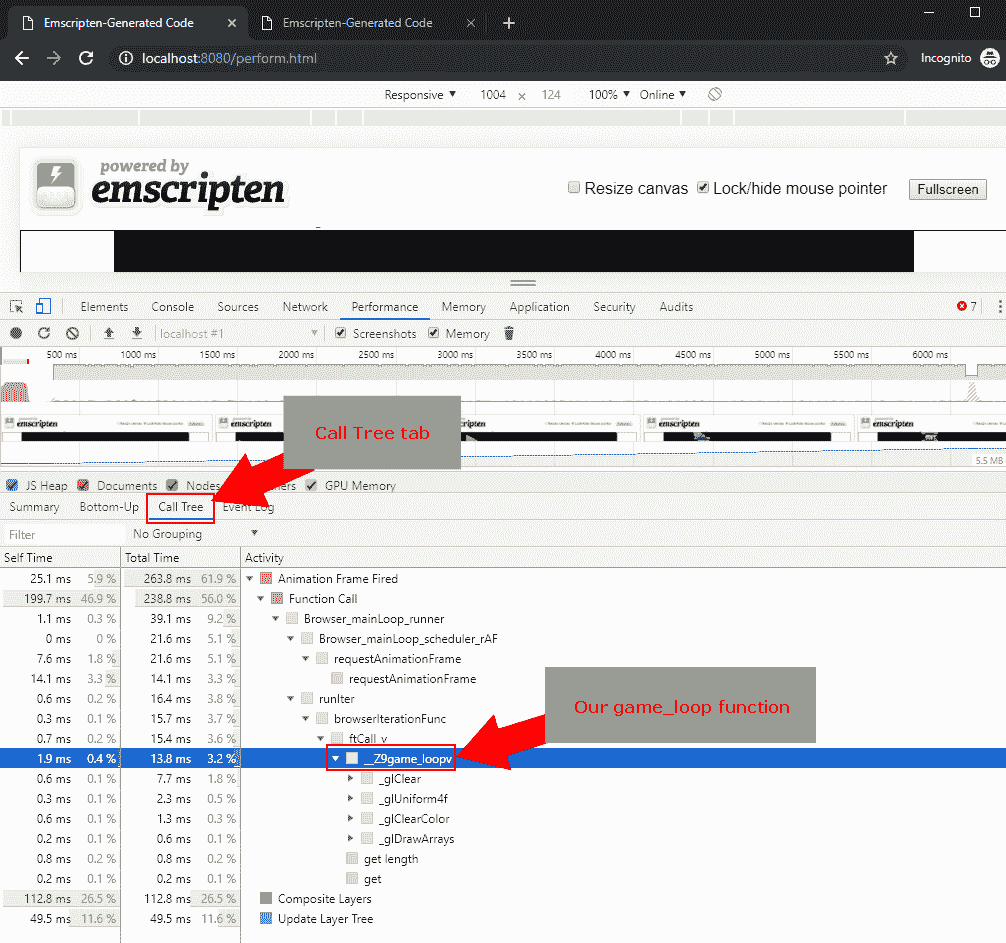 Emscripten-Generated Code × Emscripten-Generated Code × +
localhost:8080/perform.html Incognito
Responsive ▼ 1004 × 124 100% ▼ Online ▼
powered by
emscripten
Resize canvas Lock/hide mouse pointer Fullscreen
Elements Console Sources Network Performance Memory Application Security Audits 7
localhost #1 Screenshots Memory
500 ms 1000 ms 1500 ms 2000 ms 2500 ms 3000 ms 3500 ms 4000 ms 4500 ms 5000 ms 5500 ms 6000 ms
Call Tree tab
emscripten emscripten emscripten emscripten
5.5 MB
JS Heap Documents Nodes GPU Memory
Summary Bottom-Up Call Tree Event Log
Filter No Grouping
Self Time Total Time Activity
25.1 ms 5.9 % 263.8 ms 61.9 % Animation Frame Fired
199.7 ms 46.9 % 238.8 ms 56.0 % Function Call
1.1 ms 0.3 % 39.1 ms 9.2 % Browser_mainLoop_runner
0 ms 0 % 21.6 ms 5.1 % Browser_mainLoop_scheduler_rAF
7.6 ms 1.8 % 21.6 ms 5.1 % requestAnimationFrame
14.1 ms 3.3 % 14.1 ms 3.3 % requestAnimationFrame
0.6 ms 0.2 % 16.4 ms 3.8 % runIter
0.3 ms 0.1 % 15.7 ms 3.7 % browserIterationFunc
Our game_loop function
0.7 ms 0.2 % 15.4 ms 3.6 % ftCall_v
1.9 ms 0.4 % 13.8 ms 3.2 % __Z9game_loopv
0.6 ms 0.1 % 7.7 ms 1.8 % _glClear
0.3 ms 0.1 % 2.3 ms 0.5 % _glUniform4f
0.6 ms 0.1 % 1.3 ms 0.3 % _glClearColor
0.2 ms 0.1 % 0.6 ms 0.1 % _glDrawArrays
0.8 ms 0.2 % 0.8 ms 0.2 % get length
0.2 ms 0.1 % 0.2 ms 0.1 % get
112.8 ms 26.5 % 112.8 ms 26.5 % Composite Layers
49.5 ms 11.6 % 49.5 ms 11.6 % Update Layer Tree